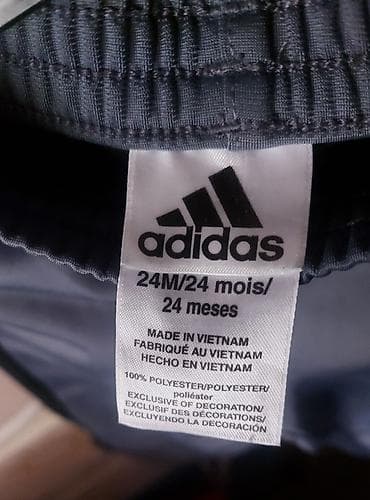 adidas
24M/24 mois/
24 meses
MADE IN VIETNAM
FABRIQUÉ AU VIETNAM
HECHO EN VIETNAM
100% POLYESTER/POLYESTER/
poliéster
EXCLUSIVE OF DECORATION/
EXCLUSIF DES DÉCORATIONS/
EXCLUYENDO LA DECORACIÓN